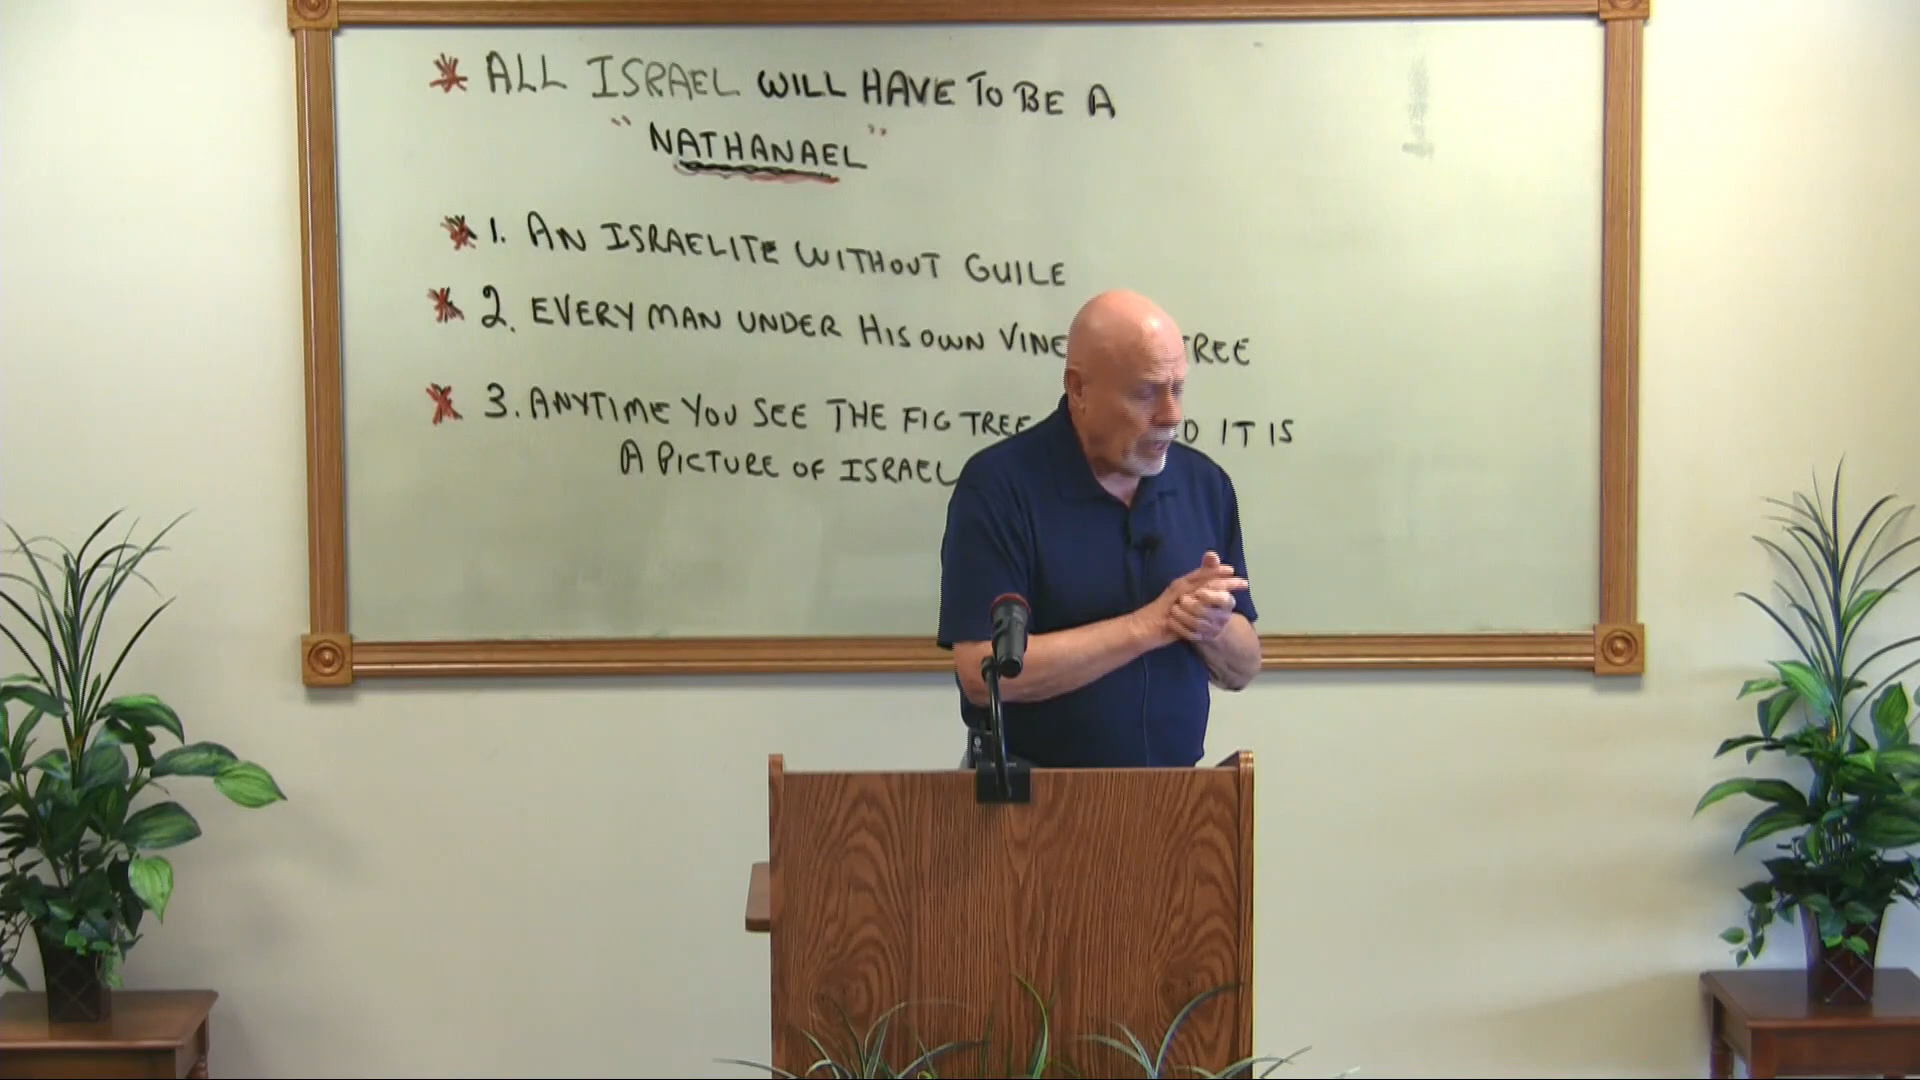 ALL ISRAEL WILL HAVE TO BE A
"NATHANAEL"
1. AN ISRAELITE WITHOUT GUILE
2. EVERY MAN UNDER HIS OWN VINE TREE
3. ANYTIME YOU SEE THE FIG TREE IT IS
A PICTURE OF ISRAEL